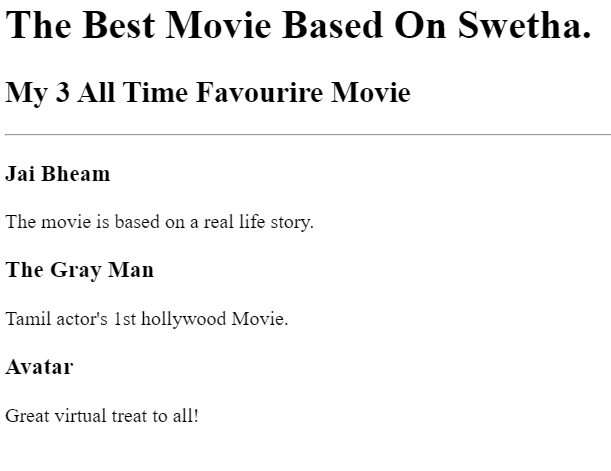 The Best Movie Based On Swetha.
My 3 All Time Favourire Movie
Jai Bheam
The movie is based on a real life story.
The Gray Man
Tamil actor's 1st hollywood Movie.
Avatar
Great virtual treat to all!